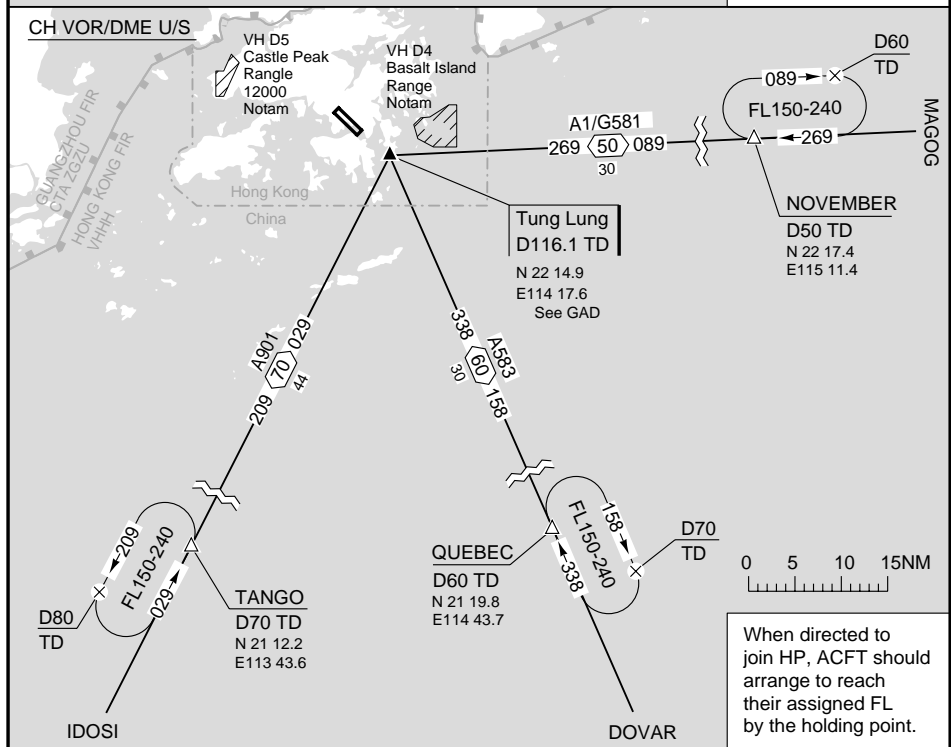 CH VOR/DME U/S
VH D5
Castle Peak
Rangle
12000
Notam
VH D4
Basalt Island
Range
Notam
D60
TD
089
FL150-240
269
MAGOG
A1/G581
269 50 089
30
GUANGZHOU FIR
CTA ZGZU
HONG KONG FIR
VHHH
Hong Kong
China
Tung Lung
D116.1 TD
N 22 14.9
E114 17.6
See GAD
NOVEMBER
D50 TD
N 22 17.4
E115 11.4
A901
209 70 029
44
A583
338 60 158
30
209
FL150-240
029
D80
TD
TANGO
D70 TD
N 21 12.2
E113 43.6
IDOSI
QUEBEC
D60 TD
N 21 19.8
E114 43.7
158
FL150-240
338
D70
TD
DOVAR
0 5 10 15NM
When directed to
join HP, ACFT should
arrange to reach
their assigned FL
by the holding point.